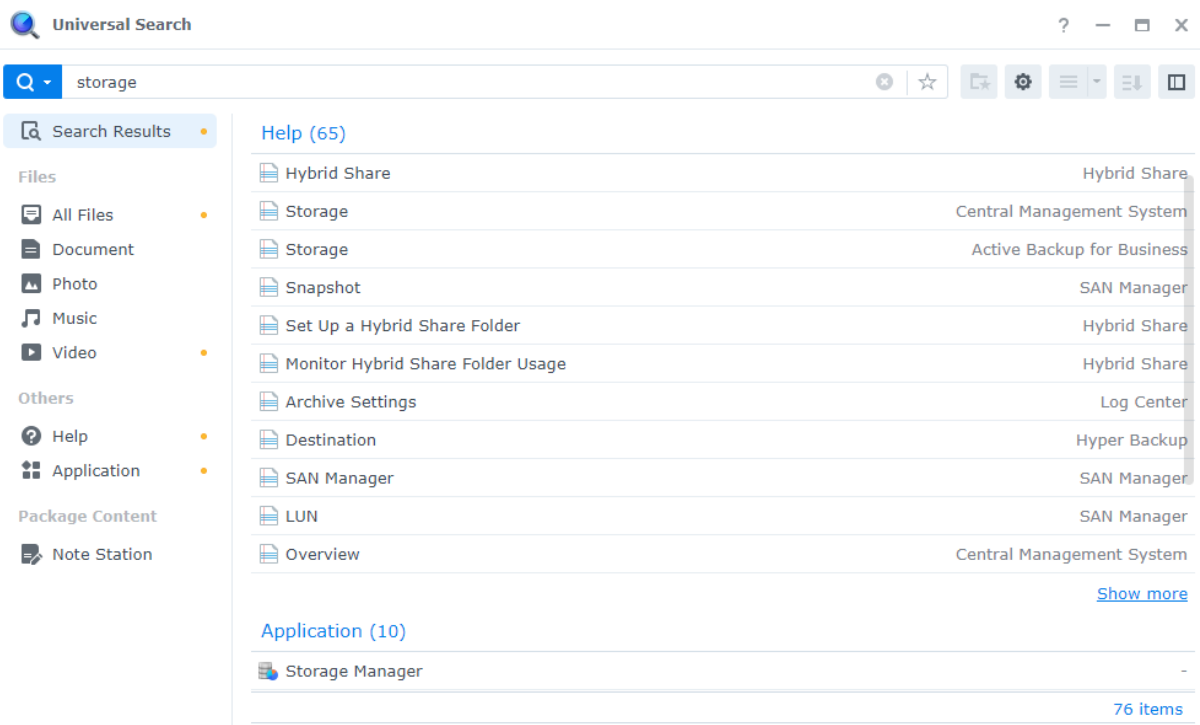 Universal Search
?
storage
Search Results
Files
All Files
Document
Photo
Music
Video
Others
Help
Application
Package Content
Note Station
Help (65)
Hybrid Share Hybrid Share
Storage Central Management System
Storage Active Backup for Business
Snapshot SAN Manager
Set Up a Hybrid Share Folder Hybrid Share
Monitor Hybrid Share Folder Usage Hybrid Share
Archive Settings Log Center
Destination Hyper Backup
SAN Manager SAN Manager
LUN SAN Manager
Overview Central Management System
Show more
Application (10)
Storage Manager -
76 items